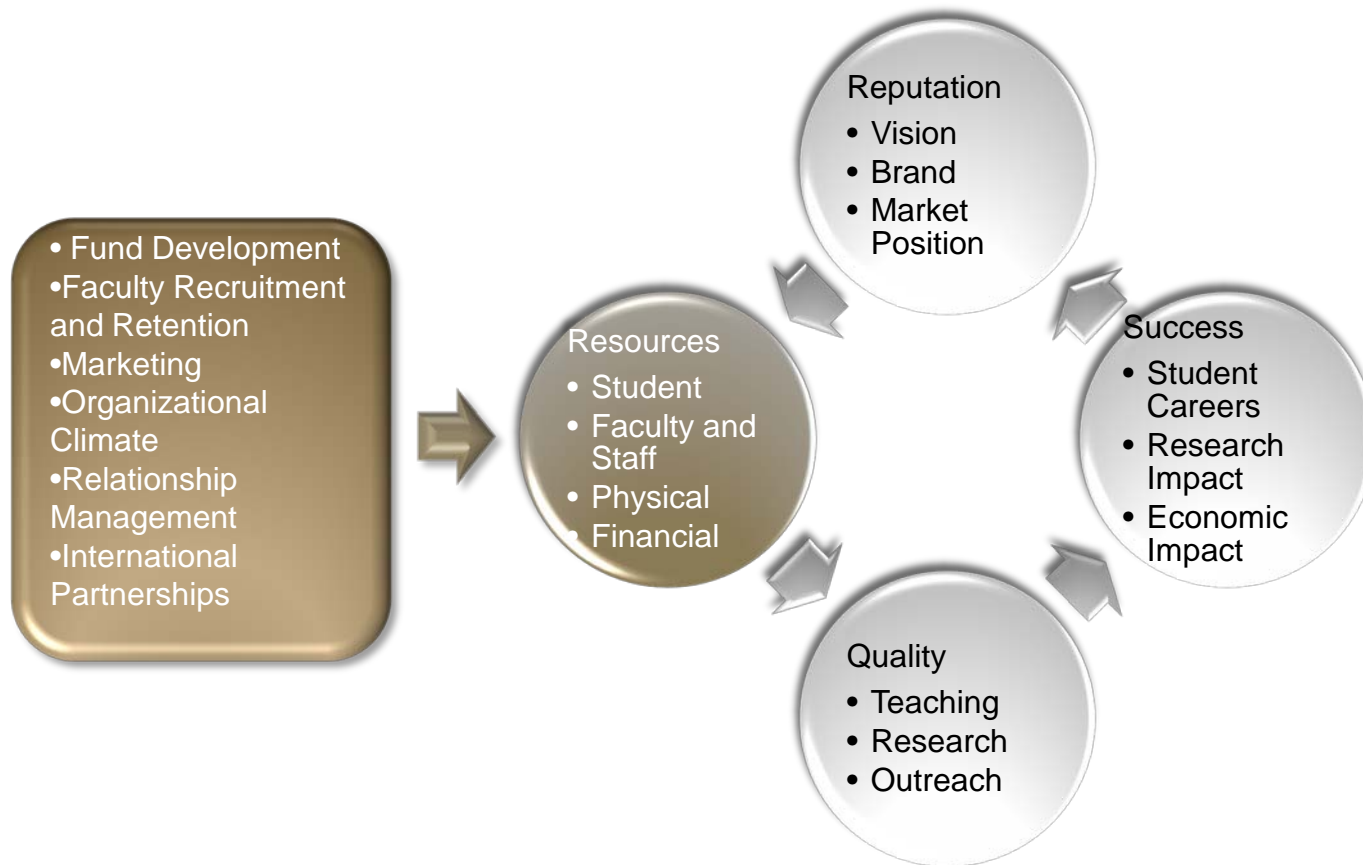 • Fund Development
•Faculty Recruitment
and Retention
•Marketing
•Organizational
Climate
•Relationship
Management
•International
Partnerships
Resources
• Student
• Faculty and
Staff
• Physical
• Financial
Reputation
• Vision
• Brand
• Market
Position
Success
• Student
Careers
• Research
Impact
• Economic
Impact
Quality
• Teaching
• Research
• Outreach